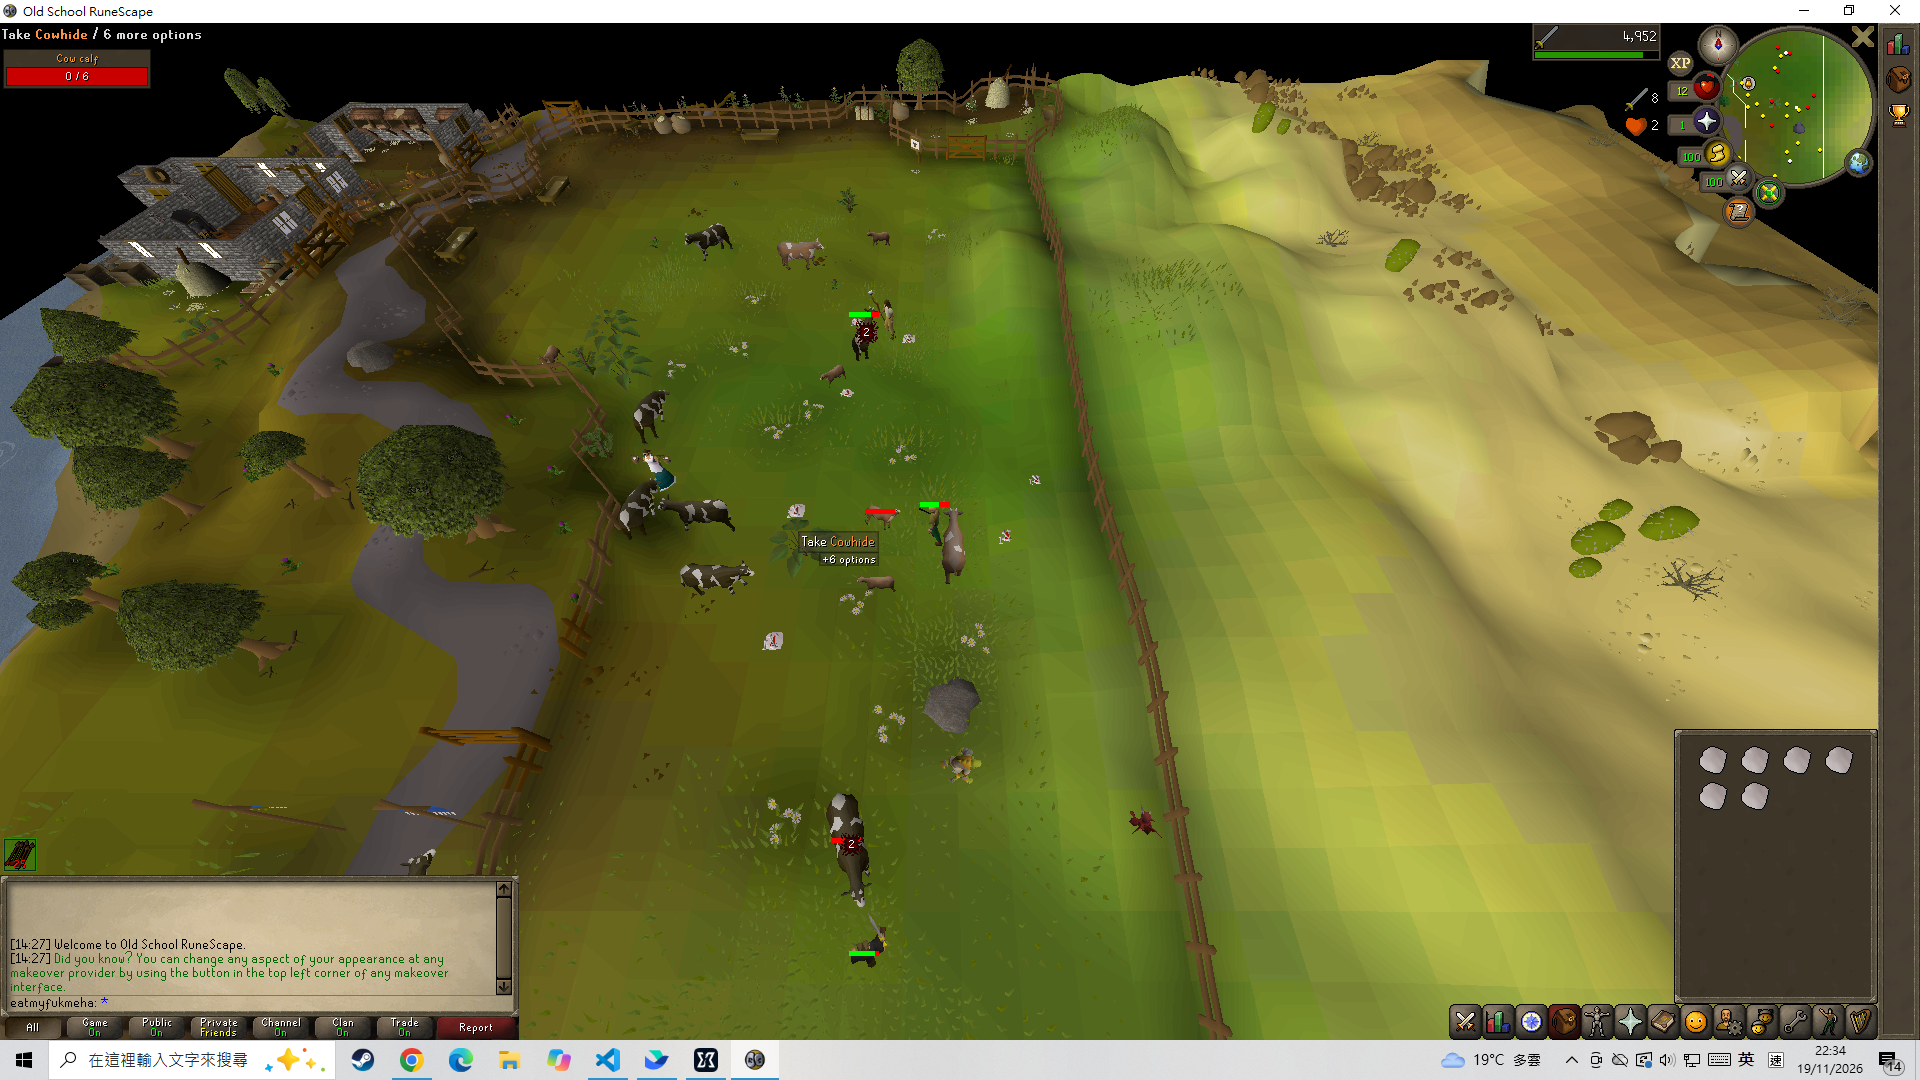 Old School RuneScape
Take Cowhide / 6 more options
Cow calf
0 / 6
4,952
XP
N
12
8
2
1
100
100
2
Take Cowhide
+6 options
2
25
[14:27] Welcome to Old School RuneScape.
[14:27] Did you know? You can change any aspect of your appearance at any
makeover provider by using the button in the top left corner of any makeover
interface.
eatmyfukmeha: *
All
Game
On
Public
On
Private
Friends
Channel
On
Clan
On
Trade
On
Report
在這裡輸入文字來搜尋
19°C 多雲
英
速
22:34
19/11/2026
14